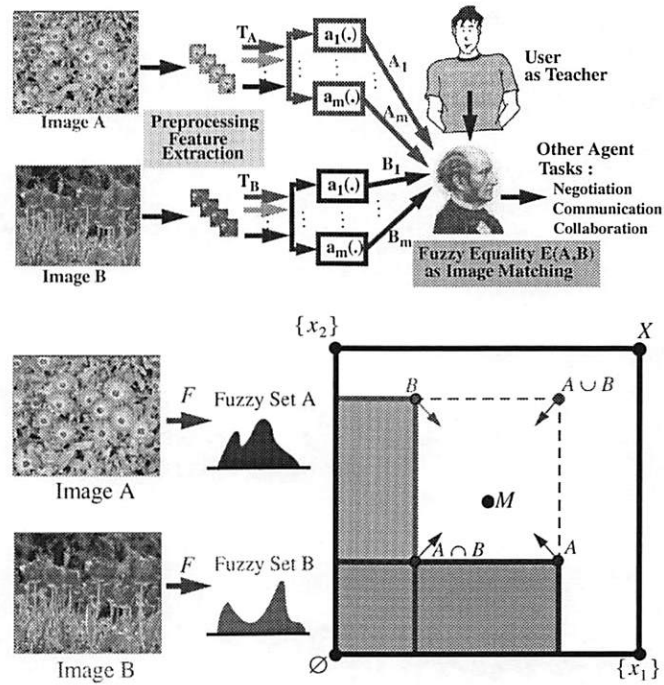 Image A
Preprocessing
Feature
Extraction
Image B
T_A
a_1(.)
a_m(.)
A_1
A_m
T_B
a_1(.)
a_m(.)
B_1
B_m
User
as Teacher
Other Agent
Tasks :
Negotiation
Communication
Collaboration
Fuzzy Equality E(A,B)
as Image Matching
Image A
F
Fuzzy Set A
Image B
F
Fuzzy Set B
{x_2}
X
B
A ∪ B
M
A ∩ B
A
∅
{x_1}